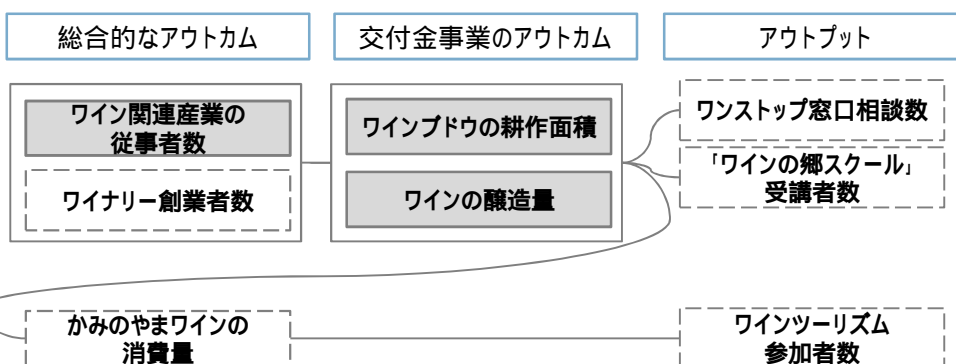 総合的なアウトカム
交付金事業のアウトカム
アウトプット
ワイン関連産業の
従事者数
ワイナリー創業者数
ワインブドウの耕作面積
ワインの醸造量
ワンストップ窓口相談数
「ワインの郷スクール」
受講者数
かみのやまワインの
消費量
ワインツーリズム
参加者数